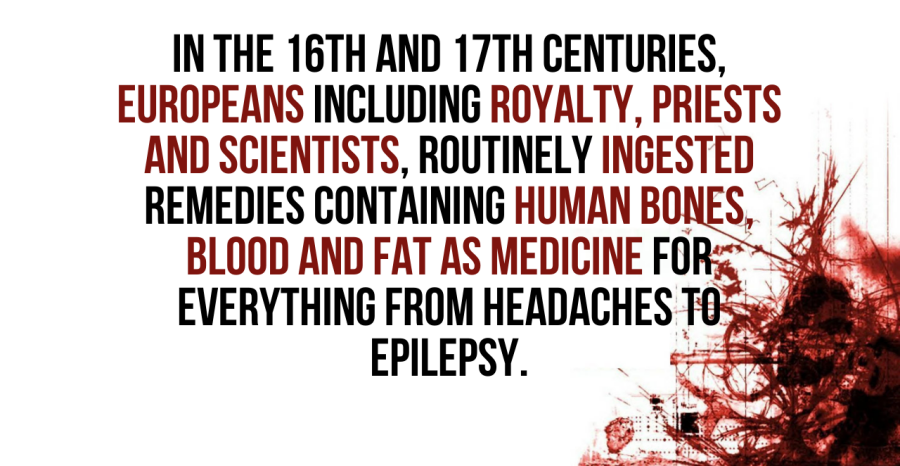 IN THE 16TH AND 17TH CENTURIES,
EUROPEANS INCLUDING ROYALTY, PRIESTS
AND SCIENTISTS, ROUTINELY INGESTED
REMEDIES CONTAINING HUMAN BONES,
BLOOD AND FAT AS MEDICINE FOR
EVERYTHING FROM HEADACHES TO
EPILEPSY.